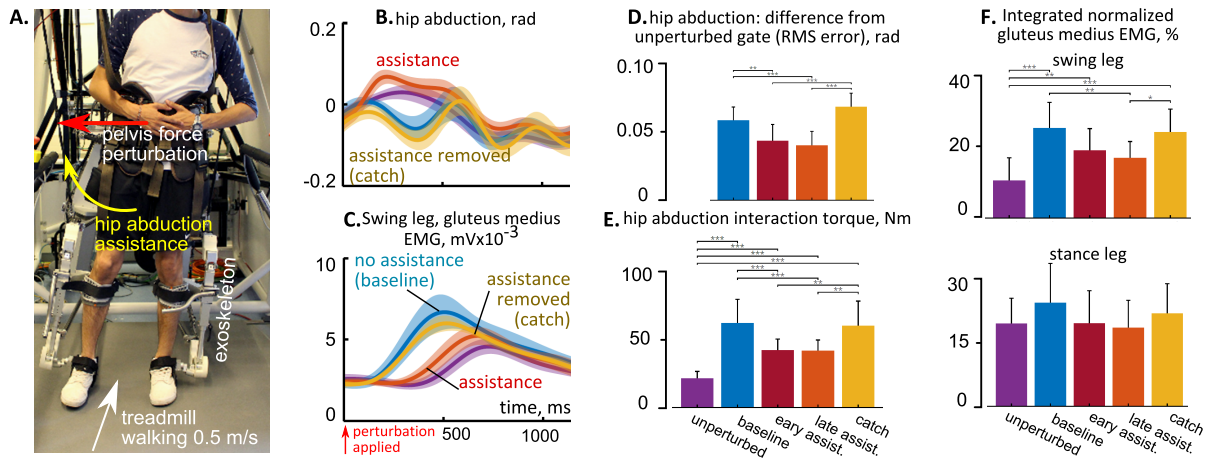 A.
pelvis force
perturbation
hip abduction
assistance
exoskeleton
treadmill
walking 0.5 m/s
B. hip abduction, rad
0.2
0
-0.2
assistance
assistance removed
(catch)
C. Swing leg, gluteus medius
EMG, mVx10-3
10
5
0
no assistance
(baseline)
assistance
removed
(catch)
assistance
time, ms
perturbation
applied
500
1000
D. hip abduction: difference from
unperturbed gate (RMS error), rad
0.10
0.05
0
**
***
***
***
E. hip abduction interaction torque, Nm
100
50
0
***
***
***
***
***
***
**
**
unperturbed
baseline
eary assist.
late assist.
catch
F. Integrated normalized
gluteus medius EMG, %
swing leg
40
20
0
***
**
***
**
*
stance leg
30
15
0
unperturbed
baseline
eary assist.
late assist.
catch